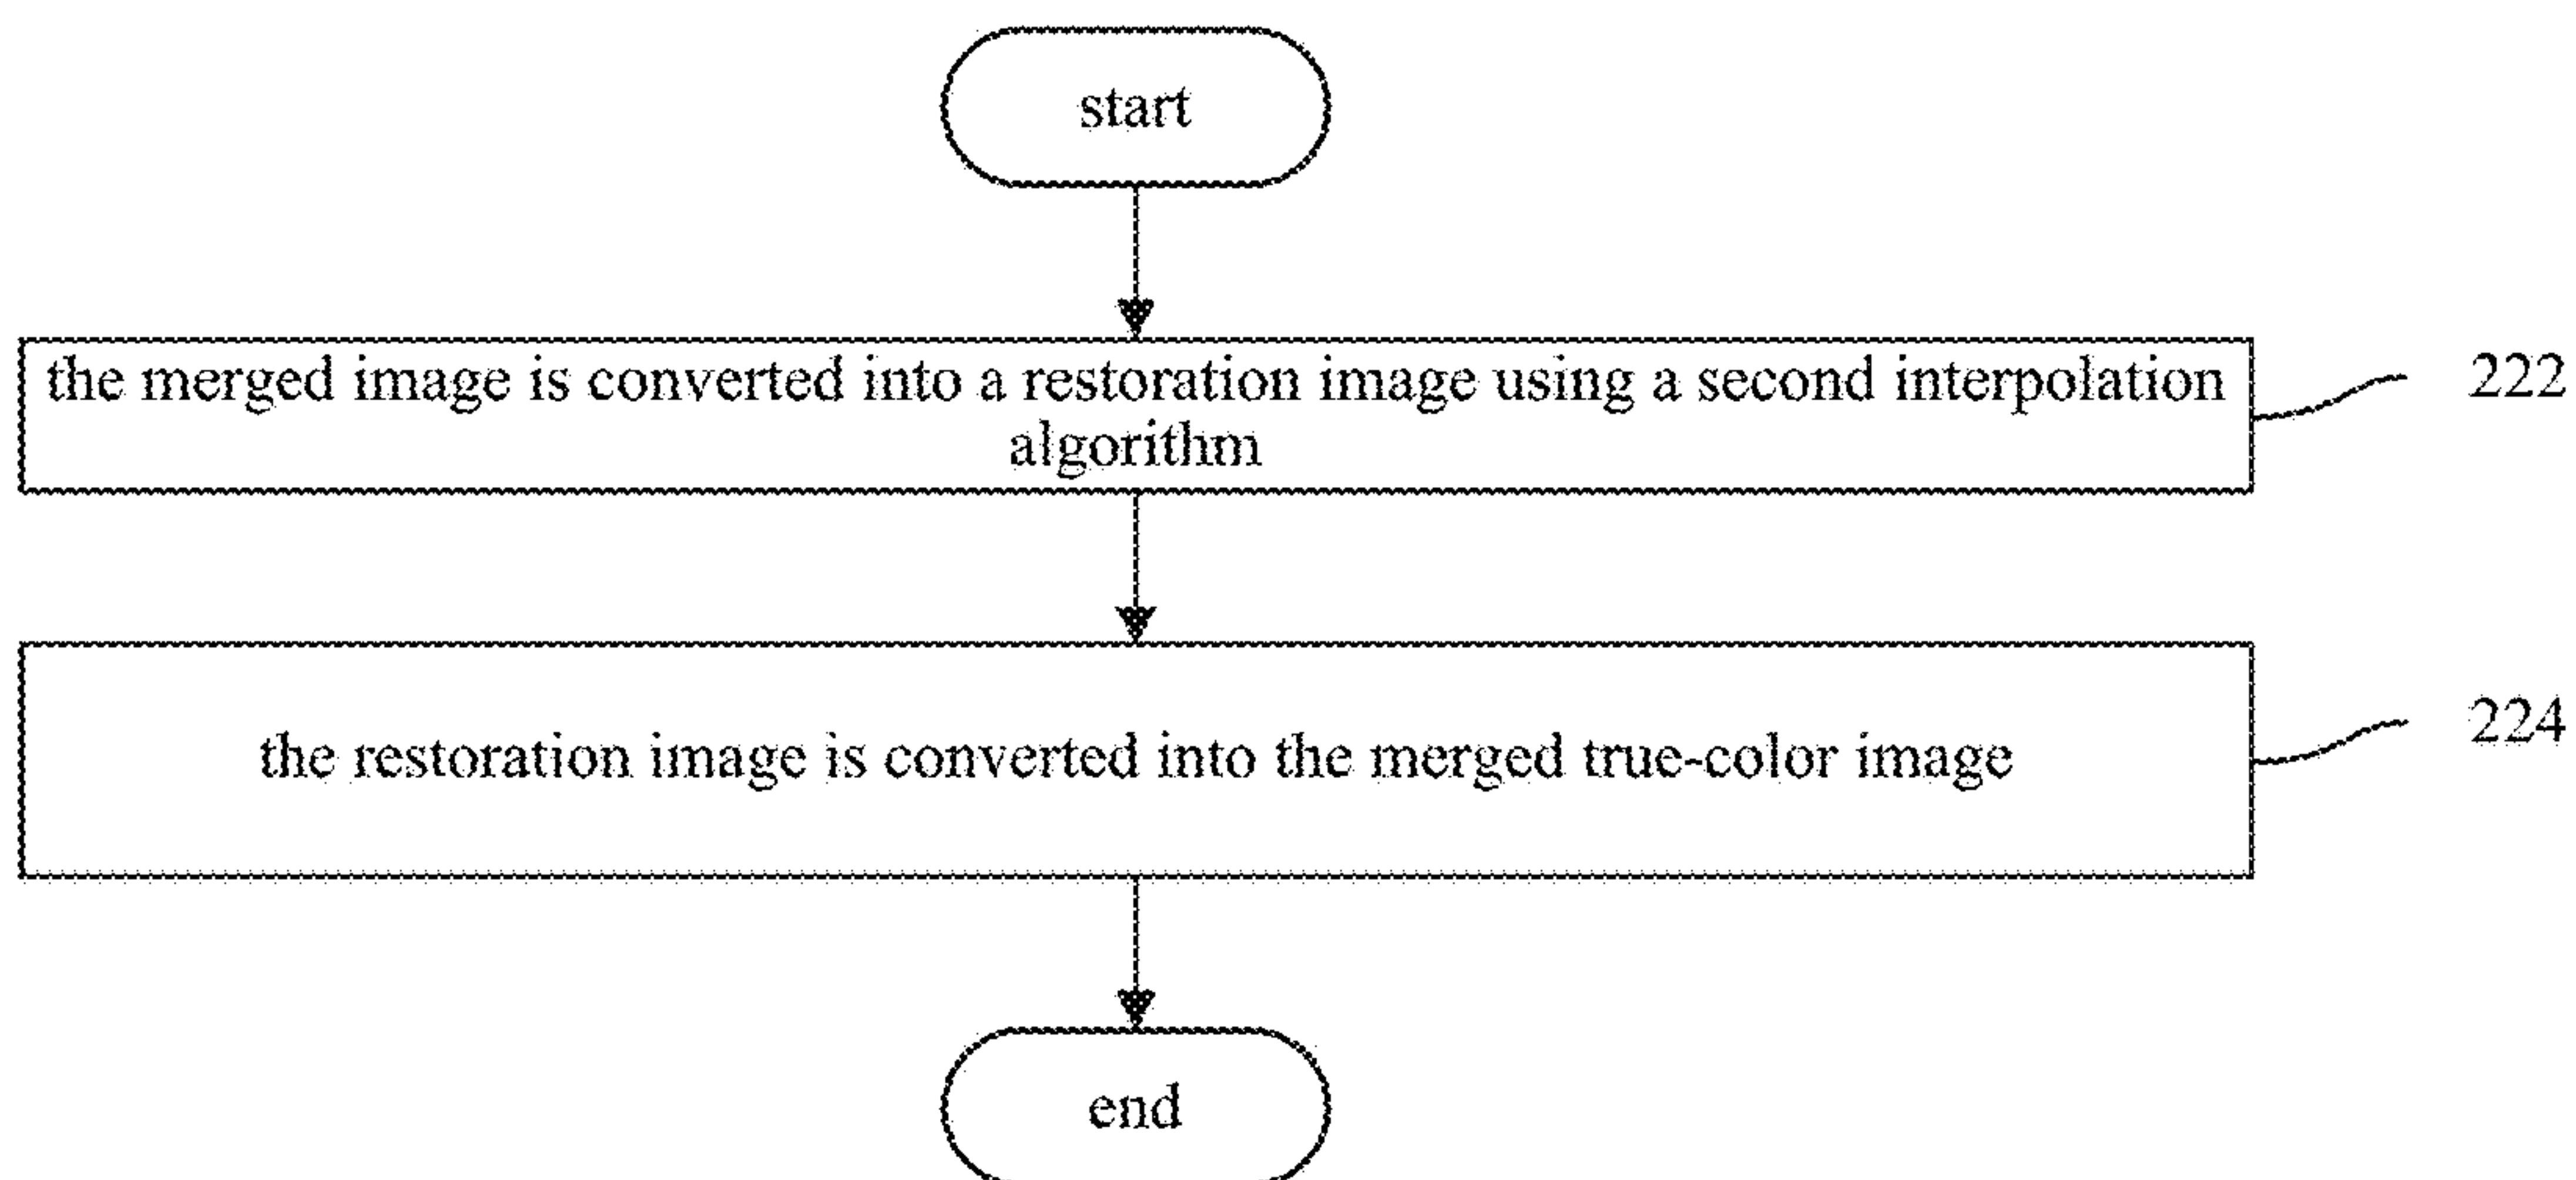 start
the merged image is converted into a restoration image using a second interpolation
algorithm
222
the restoration image is converted into the merged true-color image
224
end